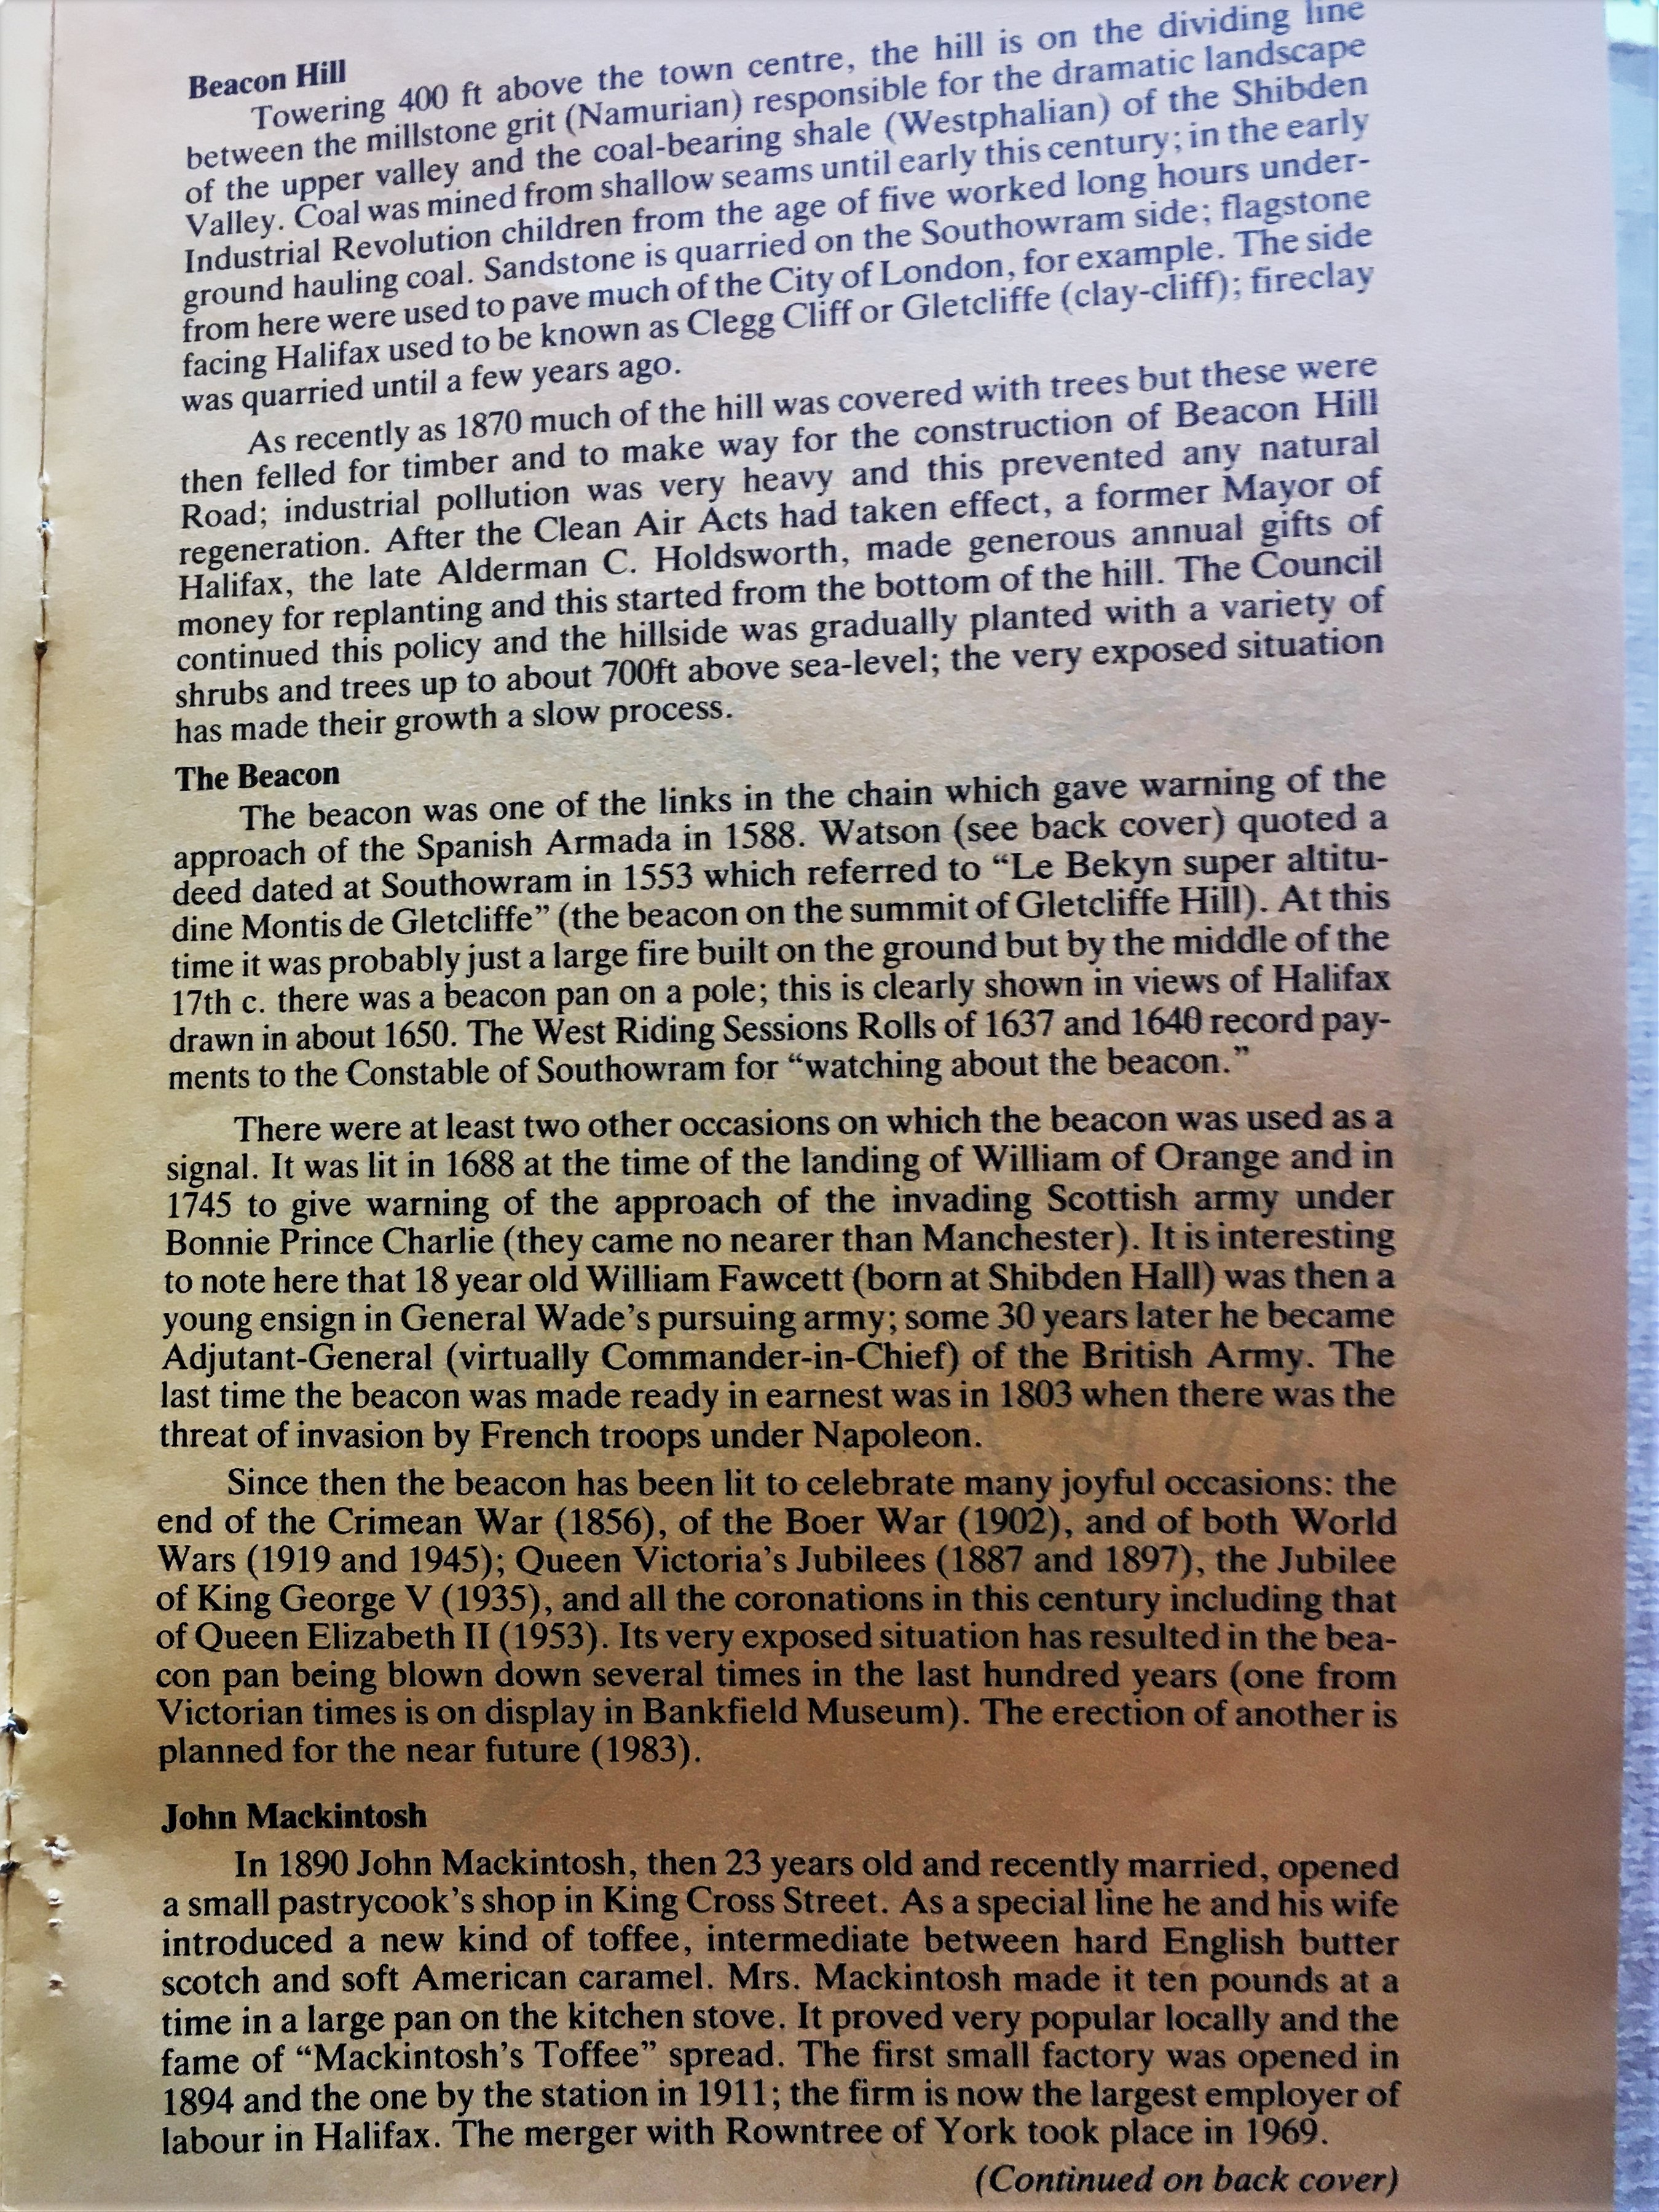 Beacon Hill
Towering 400 ft above the town centre, the hill is on the dividing line
between the millstone grit (Namurian) responsible for the dramatic landscape
of the upper valley and the coal-bearing shale (Westphalian) of the Shibden
Valley. Coal was mined from shallow seams until early this century; in the early
Industrial Revolution children from the age of five worked long hours under-
ground hauling coal. Sandstone is quarried on the Southowram side; flagstone
from here were used to pave much of the City of London, for example. The side
facing Halifax used to be known as Clegg Cliff or Gletcliffe (clay-cliff); fireclay
was quarried until a few years ago.
As recently as 1870 much of the hill was covered with trees but these were
then felled for timber and to make way for the construction of Beacon Hill
Road; industrial pollution was very heavy and this prevented any natural
regeneration. After the Clean Air Acts had taken effect, a former Mayor of
Halifax, the late Alderman C. Holdsworth, made generous annual gifts of
money for replanting and this started from the bottom of the hill. The Council
continued this policy and the hillside was gradually planted with a variety of
shrubs and trees up to about 700ft above sea-level; the very exposed situation
has made their growth a slow process.
The Beacon
The beacon was one of the links in the chain which gave warning of the
approach of the Spanish Armada in 1588. Watson (see back cover) quoted a
deed dated at Southowram in 1553 which referred to “Le Bekyn super altitu-
dine Montis de Gletcliffe” (the beacon on the summit of Gletcliffe Hill). At this
time it was probably just a large fire built on the ground but by the middle of the
17th c. there was a beacon pan on a pole; this is clearly shown in views of Halifax
drawn in about 1650. The West Riding Sessions Rolls of 1637 and 1640 record pay-
ments to the Constable of Southowram for “watching about the beacon.”
There were at least two other occasions on which the beacon was used as a
signal. It was lit in 1688 at the time of the landing of William of Orange and in
1745 to give warning of the approach of the invading Scottish army under
Bonnie Prince Charlie (they came no nearer than Manchester). It is interesting
to note here that 18 year old William Fawcett (born at Shibden Hall) was then a
young ensign in General Wade’s pursuing army; some 30 years later he became
Adjutant-General (virtually Commander-in-Chief) of the British Army. The
last time the beacon was made ready in earnest was in 1803 when there was the
threat of invasion by French troops under Napoleon.
Since then the beacon has been lit to celebrate many joyful occasions: the
end of the Crimean War (1856), of the Boer War (1902), and of both World
Wars (1919 and 1945); Queen Victoria’s Jubilees (1887 and 1897), the Jubilee
of King George V (1935), and all the coronations in this century including that
of Queen Elizabeth II (1953). Its very exposed situation has resulted in the bea-
con pan being blown down several times in the last hundred years (one from
Victorian times is on display in Bankfield Museum). The erection of another is
planned for the near future (1983).
John Mackintosh
In 1890 John Mackintosh, then 23 years old and recently married, opened
a small pastrycook’s shop in King Cross Street. As a special line he and his wife
introduced a new kind of toffee, intermediate between hard English butter
scotch and soft American caramel. Mrs. Mackintosh made it ten pounds at a
time in a large pan on the kitchen stove. It proved very popular locally and the
fame of “Mackintosh’s Toffee” spread. The first small factory was opened in
1894 and the one by the station in 1911; the firm is now the largest employer of
labour in Halifax. The merger with Rowntree of York took place in 1969.
(Continued on back cover)